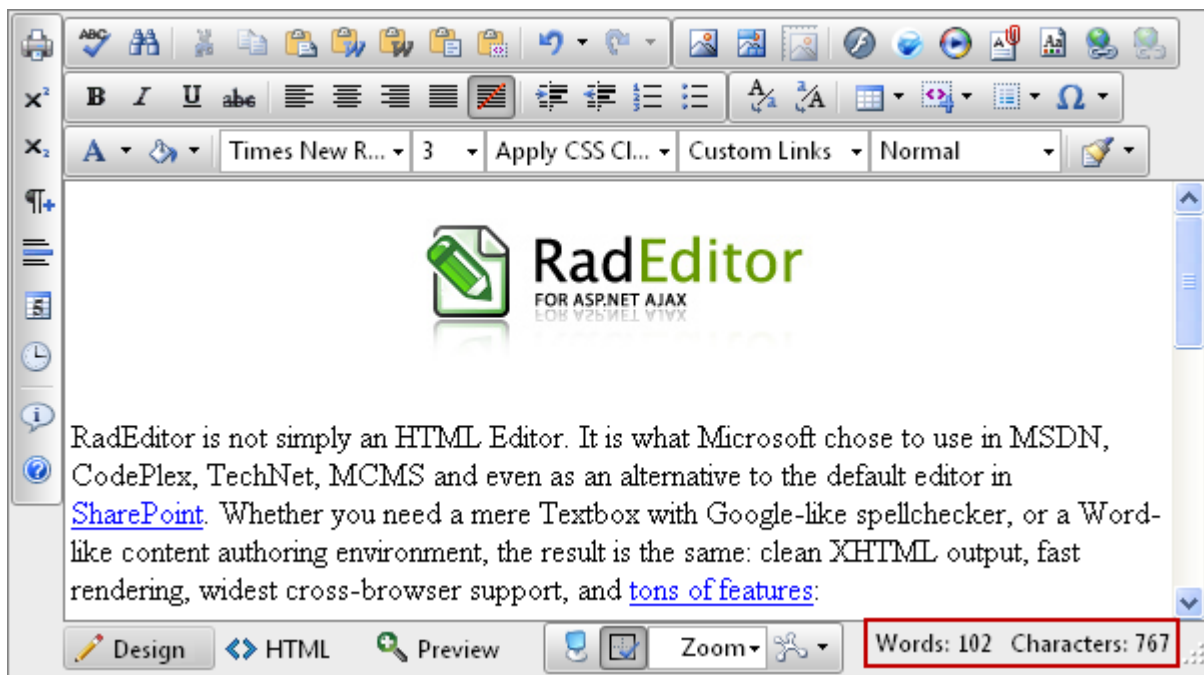 ABC
B I U abc
Times New R... 3 Apply CSS Cl... Custom Links Normal
RadEditor
FOR ASP.NET AJAX
RadEditor is not simply an HTML Editor. It is what Microsoft chose to use in MSDN,
CodePlex, TechNet, MCMS and even as an alternative to the default editor in
SharePoint. Whether you need a mere Textbox with Google-like spellchecker, or a Word-
like content authoring environment, the result is the same: clean XHTML output, fast
rendering, widest cross-browser support, and tons of features:
Design HTML Preview Zoom Words: 102 Characters: 767